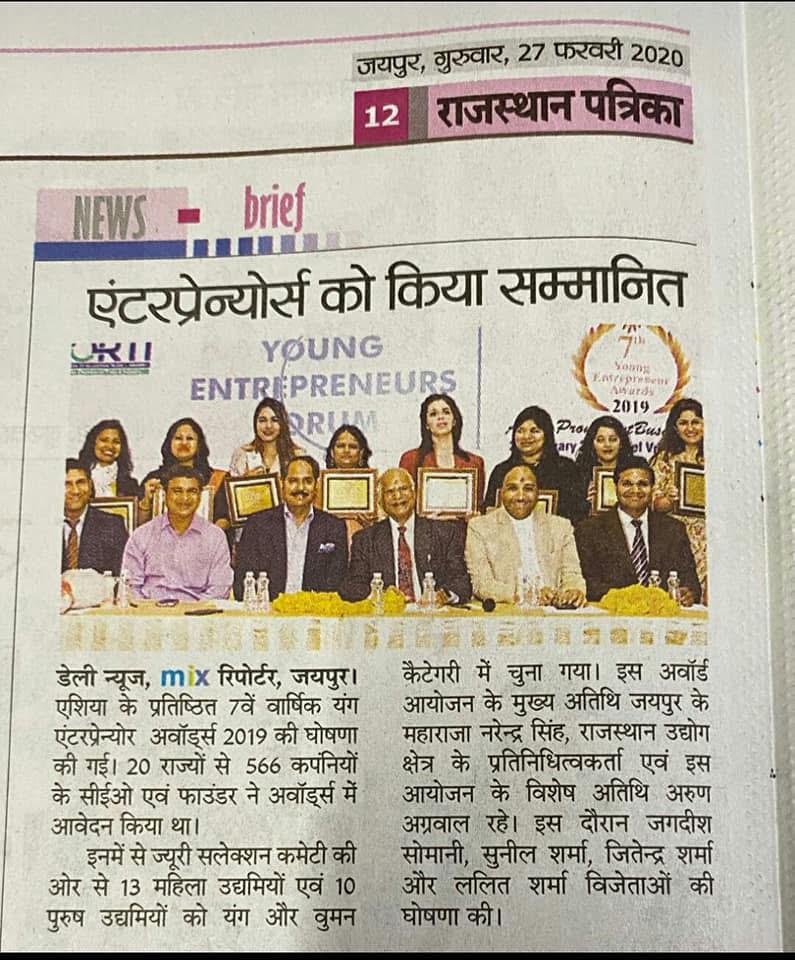 जयपुर, गुरुवार, 27 फरवरी 2020
12 राजस्थान पत्रिका
NEWS brief
एंटरप्रेन्योर्स को किया सम्मानित
YOUNG
ENTREPRENEURS
7th
Young
Entrepreneur
Awards
2019
डेली न्यूज, mix रिपोर्टर, जयपुर।
एशिया के प्रतिष्ठित 7वें वार्षिक यंग
एंटरप्रेन्योर अवॉर्ड्स 2019 की घोषणा
की गई। 20 राज्यों से 566 कंपनियों
के सीईओ एवं फाउंडर ने अवॉर्ड्स में
आवेदन किया था।
इनमें से ज्यूरी सलेक्शन कमेटी की
ओर से 13 महिला उद्यमियों एवं 10
पुरुष उद्यमियों को यंग और वुमन
कैटेगरी में चुना गया। इस अवॉर्ड
आयोजन के मुख्य अतिथि जयपुर के
महाराजा नरेन्द्र सिंह, राजस्थान उद्योग
क्षेत्र के प्रतिनिधित्वकर्ता एवं इस
आयोजन के विशेष अतिथि अरुण
अग्रवाल रहे। इस दौरान जगदीश
सोमानी, सुनील शर्मा, जितेन्द्र शर्मा
और ललित शर्मा विजेताओं की
घोषणा की।